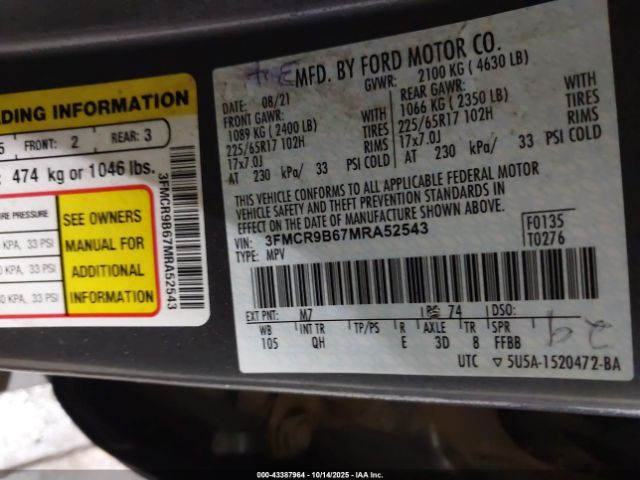 DING INFORMATION
5 FRONT: 2 REAR: 3
: 474 kg or 1046 lbs.
RE PRESSURE
KPA, 33 PSI
KPA, 33 PSI
KPA, 33 PSI
SEE OWNERS
MANUAL FOR
ADDITIONAL
INFORMATION
3FMCR9B67MRA52543
MFD. BY FORD MOTOR CO.
DATE: 08/21 GVWR: 2100 KG ( 4630 LB)
FRONT GAWR: REAR GAWR:
1089 KG (2400 LB) WITH 1066 KG ( 2350 LB) WITH
225/65R17 102H TIRES 225/65R17 102H TIRES
17x7.0J RIMS 17x7.0J RIMS
AT 230 kPa/ 33 PSI COLD AT 230 kPa/ 33 PSI COLD
THIS VEHICLE CONFORMS TO ALL APPLICABLE FEDERAL MOTOR
VEHICLE SAFETY AND THEFT PREVENTION STANDARDS IN
EFFECT ON THE DATE OF MANUFACTURE SHOWN ABOVE.
VIN: 3FMCR9B67MRA52543 F0135
TYPE: MPV T0276
EXT PNT: M7 RS 74 DSO:
WB INT TR TP/PS R AXLE TR SPR
105 QH E 3D 8 FFBB
UTC ▽ 5U5A-1520472-BA
000-43387964 - 10/14/2025 - IAAI.com